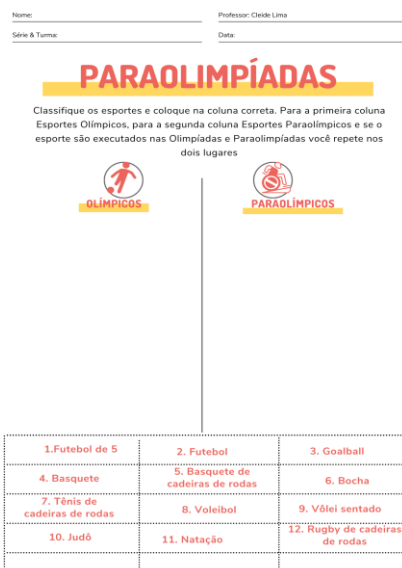 Nome:
Professor: Cleide Lima
Série & Turma:
Data:
PARAOLIMPÍADAS
Classifique os esportes e coloque na coluna correta. Para a primeira coluna
Esportes Olímpicos, para a segunda coluna Esportes Paraolímpicos e se o
esporte são executados nas Olimpíadas e Paraolimpíadas você repete nos
dois lugares
OLÍMPICOS
PARAOLÍMPICOS
1.Futebol de 5
2. Futebol
3. Goalball
4. Basquete
5. Basquete de
cadeiras de rodas
6. Bocha
7. Tênis de
cadeiras de rodas
8. Voleibol
9. Vôlei sentado
10. Judô
11. Natação
12. Rugby de cadeiras
de rodas